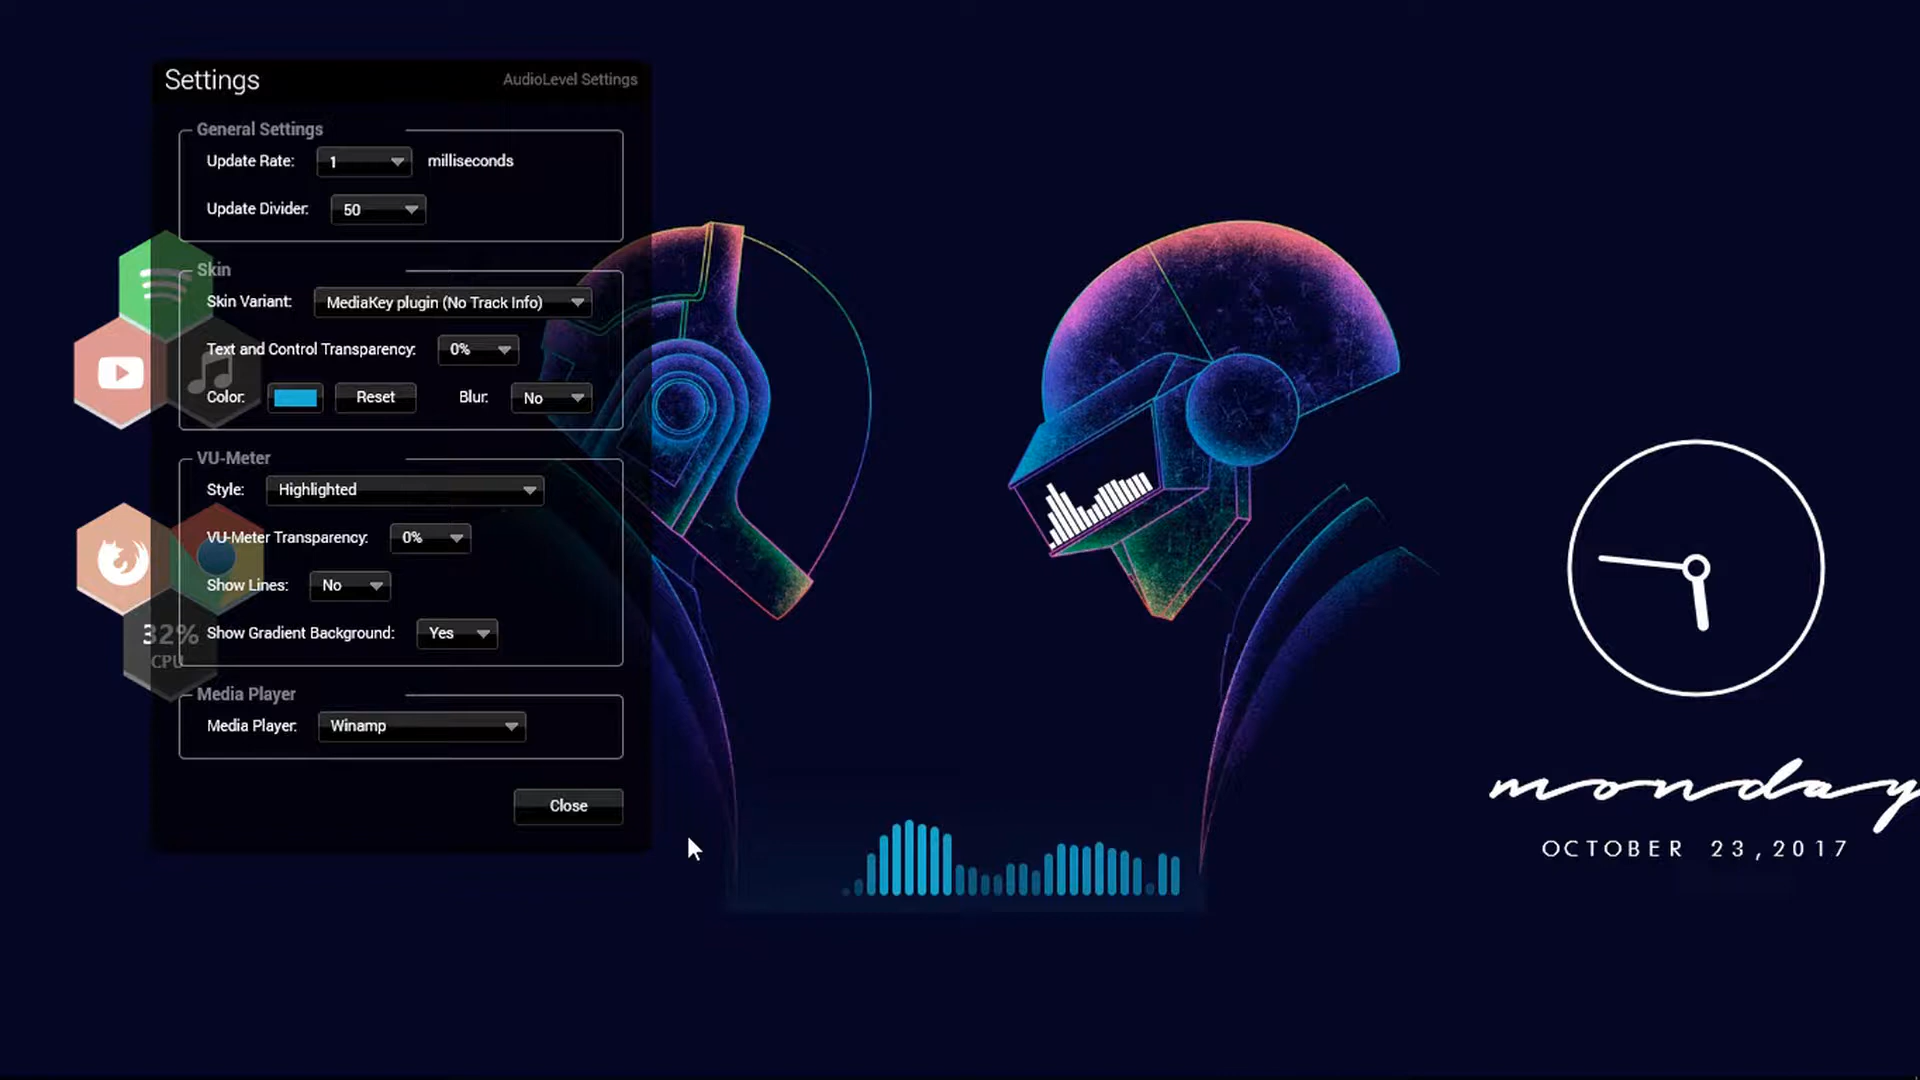 Settings
AudioLevel Settings
General Settings
Update Rate: 1 milliseconds
Update Divider: 50
Skin
Skin Variant: MediaKey plugin (No Track Info)
Text and Control Transparency: 0%
Color: Reset Blur: No
VU-Meter
Style: Highlighted
VU-Meter Transparency: 0%
Show Lines: No
Show Gradient Background: Yes
32%
CPU
Media Player
Media Player: Winamp
Close
monday
OCTOBER 23,2017